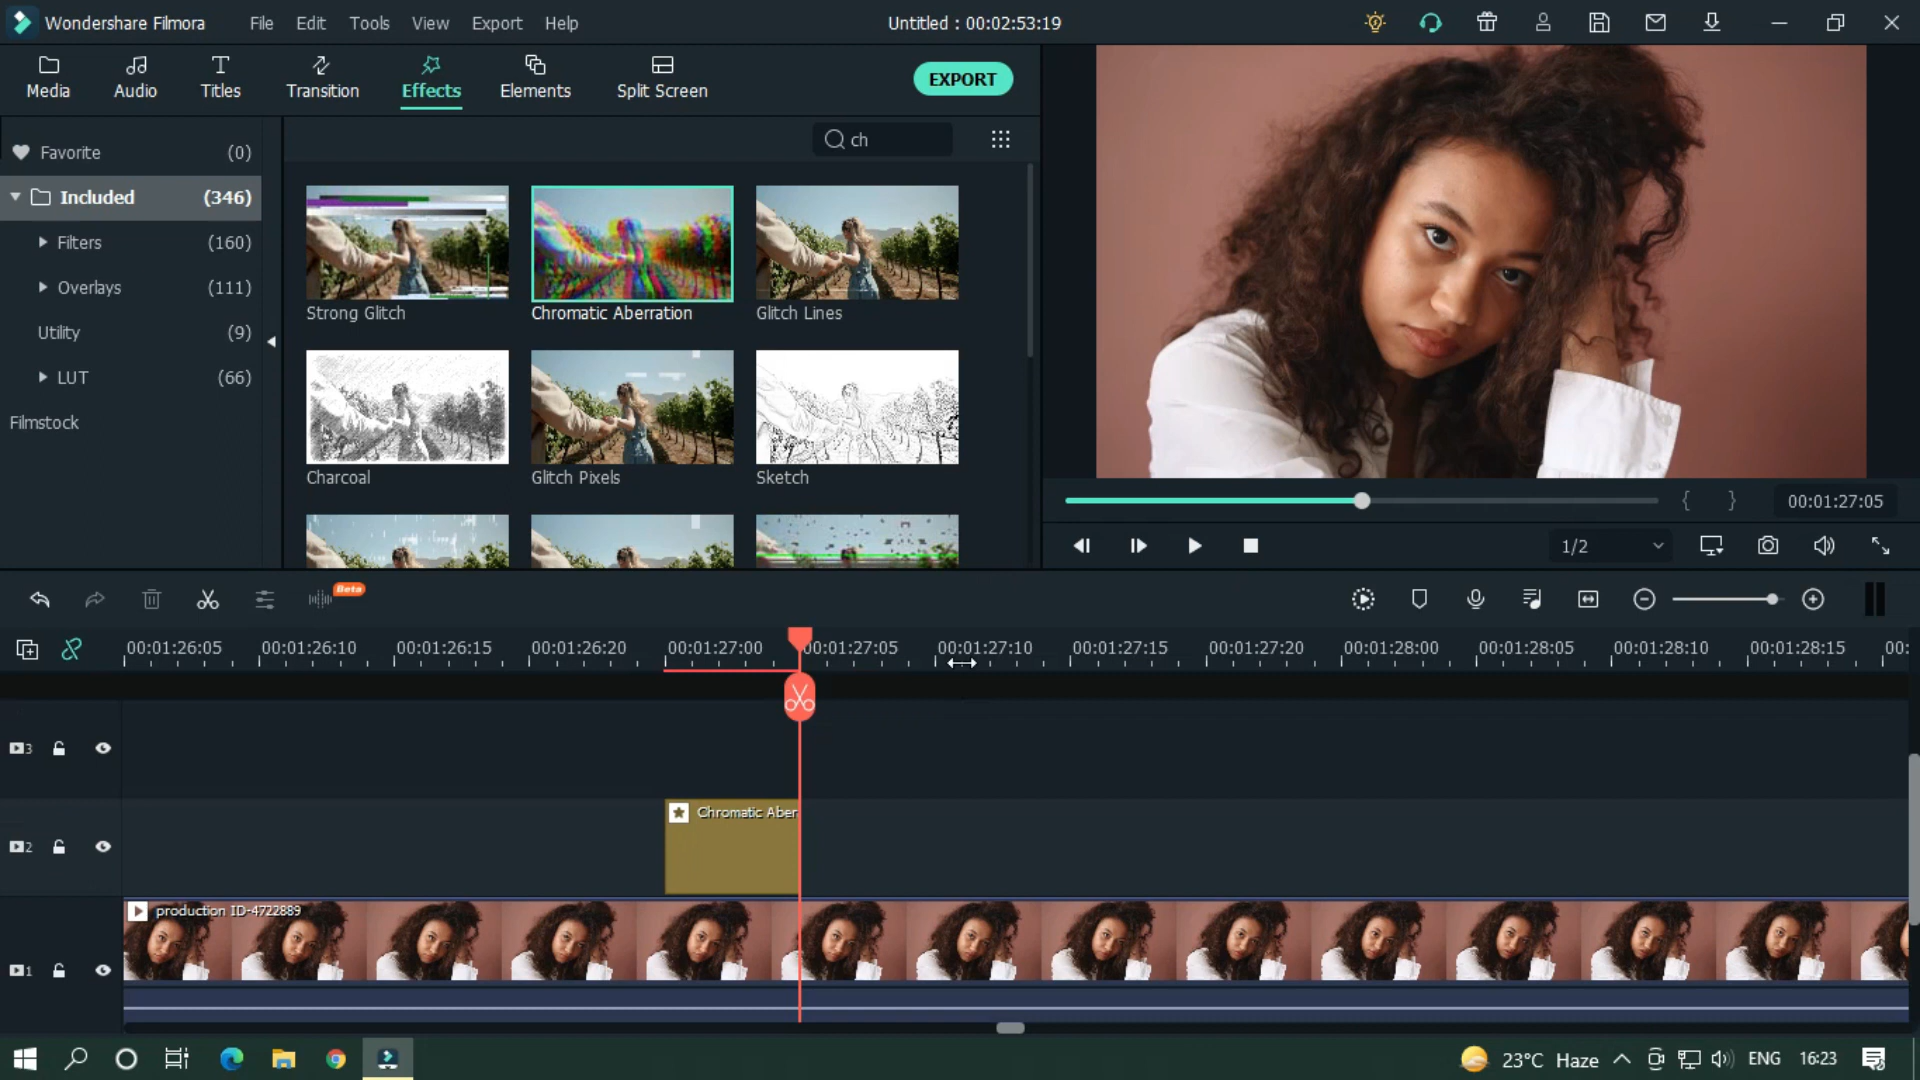 Wondershare Filmora
File
Edit
Tools
View
Export
Help
Untitled : 00:02:53:19
Media
Audio
Titles
Transition
Effects
Elements
Split Screen
EXPORT
Favorite (0)
Included (346)
Filters (160)
Overlays (111)
Utility (9)
LUT (66)
Filmstock
ch
Strong Glitch
Chromatic Aberration
Glitch Lines
Charcoal
Glitch Pixels
Sketch
{ }
00:01:27:05
1/2
Beta
00:01:26:05
00:01:26:10
00:01:26:15
00:01:26:20
00:01:27:00
00:01:27:05
00:01:27:10
00:01:27:15
00:01:27:20
00:01:28:00
00:01:28:05
00:01:28:10
00:01:28:15
00:
3
Chromatic Aber
2
production ID-4722889
1
23°C Haze
ENG
16:23